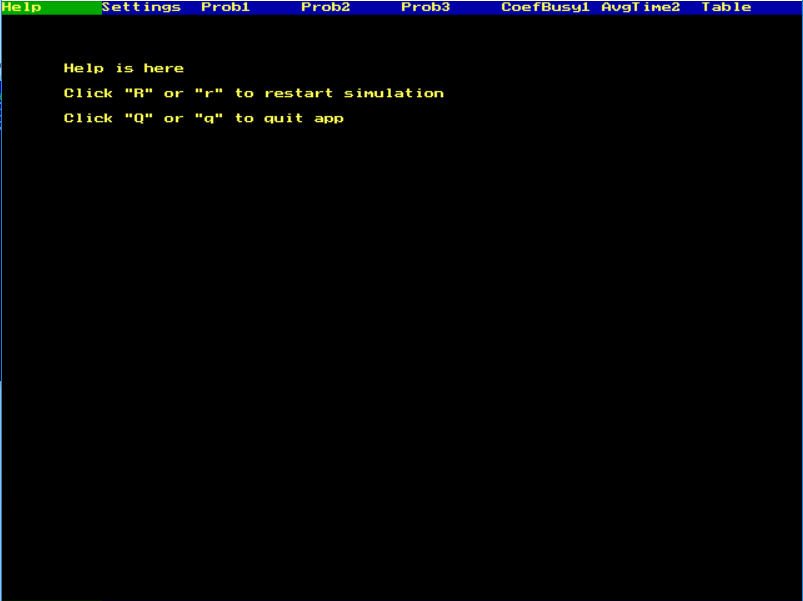 Help Settings Prob1 Prob2 Prob3 CoefBusy1 AvgTime2 Table
Help is here
Click "R" or "r" to restart simulation
Click "Q" or "q" to quit app